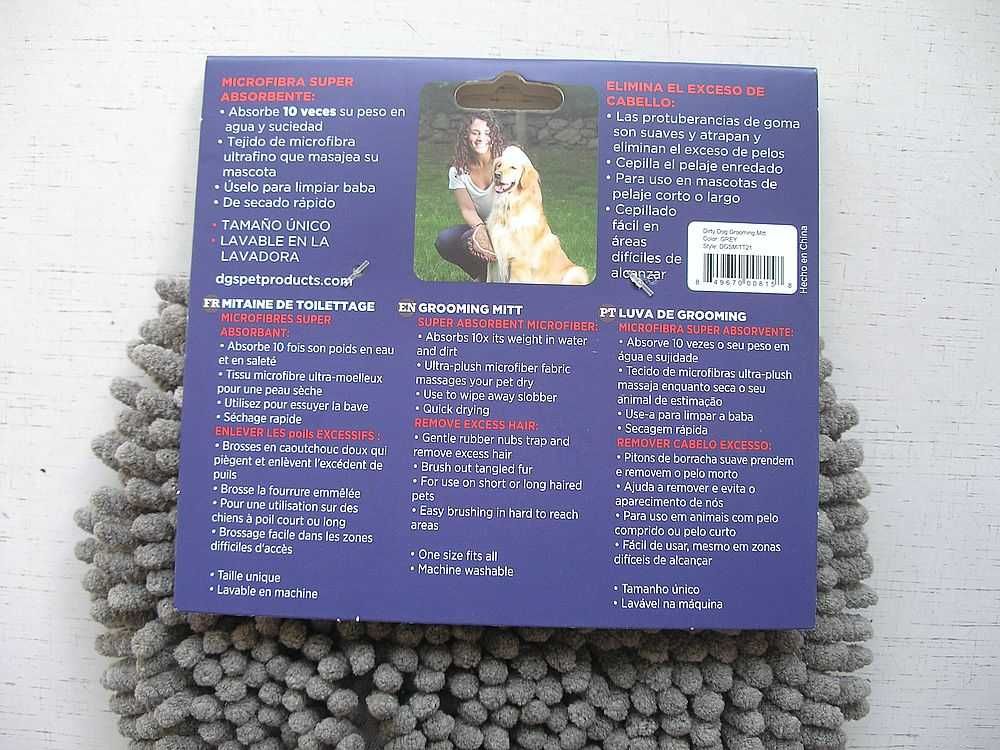 MICROFIBRA SUPER
ABSORBENTE:
• Absorbe 10 veces su peso en
agua y suciedad
• Tejido de microfibra
ultrafino que masajea su
mascota
• Úselo para limpiar baba
• De secado rápido
• TAMAÑO ÚNICO
• LAVABLE EN LA
LAVADORA
dgspetproducts.com
ELIMINA EL EXCESO DE
CABELLO:
• Las protuberancias de goma
son suaves y atrapan y
eliminan el exceso de pelos
• Cepilla el pelaje enredado
• Para uso en mascotas de
pelaje corto o largo
• Cepillado
fácil en
áreas
difíciles de
alcanzar
Dirty Dog Grooming Mitt
Color: GREY
Style: DGSMITT21
8 49670 00815 8
Hecho en China
FR MITAINE DE TOILETTAGE
MICROFIBRES SUPER
ABSORBANT:
• Absorbe 10 fois son poids en eau
et en saleté
• Tissu microfibre ultra-moelleux
pour une peau sèche
• Utilisez pour essuyer la bave
• Séchage rapide
ENLEVER LES poils EXCESSIFS :
• Brosses en caoutchouc doux qui
piègent et enlèvent l'excédent de
puils
• Brosse la fourrure emmêlée
• Pour une utilisation sur des
chiens à poil court ou long
• Brossage facile dans les zones
difficiles d'accès
• Taille unique
• Lavable en machine
EN GROOMING MITT
SUPER ABSORBENT MICROFIBER:
• Absorbs 10x its weight in water
and dirt
• Ultra-plush microfiber fabric
massages your pet dry
• Use to wipe away slobber
• Quick drying
REMOVE EXCESS HAIR:
• Gentle rubber nubs trap and
remove excess hair
• Brush out tangled fur
• For use on short or long haired
pets
• Easy brushing in hard to reach
areas
• One size fits all
• Machine washable
PT LUVA DE GROOMING
MICROFIBRA SUPER ABSORVENTE:
• Absorve 10 vezes o seu peso em
água e sujidade
• Tecido de microfibras ultra-plush
massaja enquanto seca o seu
animal de estimação
• Use-a para limpar a baba
• Secagem rápida
REMOVER CABELO EXCESSO:
• Pitons de borracha suave prendem
e removem o pelo morto
• Ajuda a remover e evita o
aparecimento de nós
• Para uso em animais com pelo
comprido ou pelo curto
• Fácil de usar, mesmo em zonas
difíceis de alcançar
• Tamanho único
• Lavável na máquina